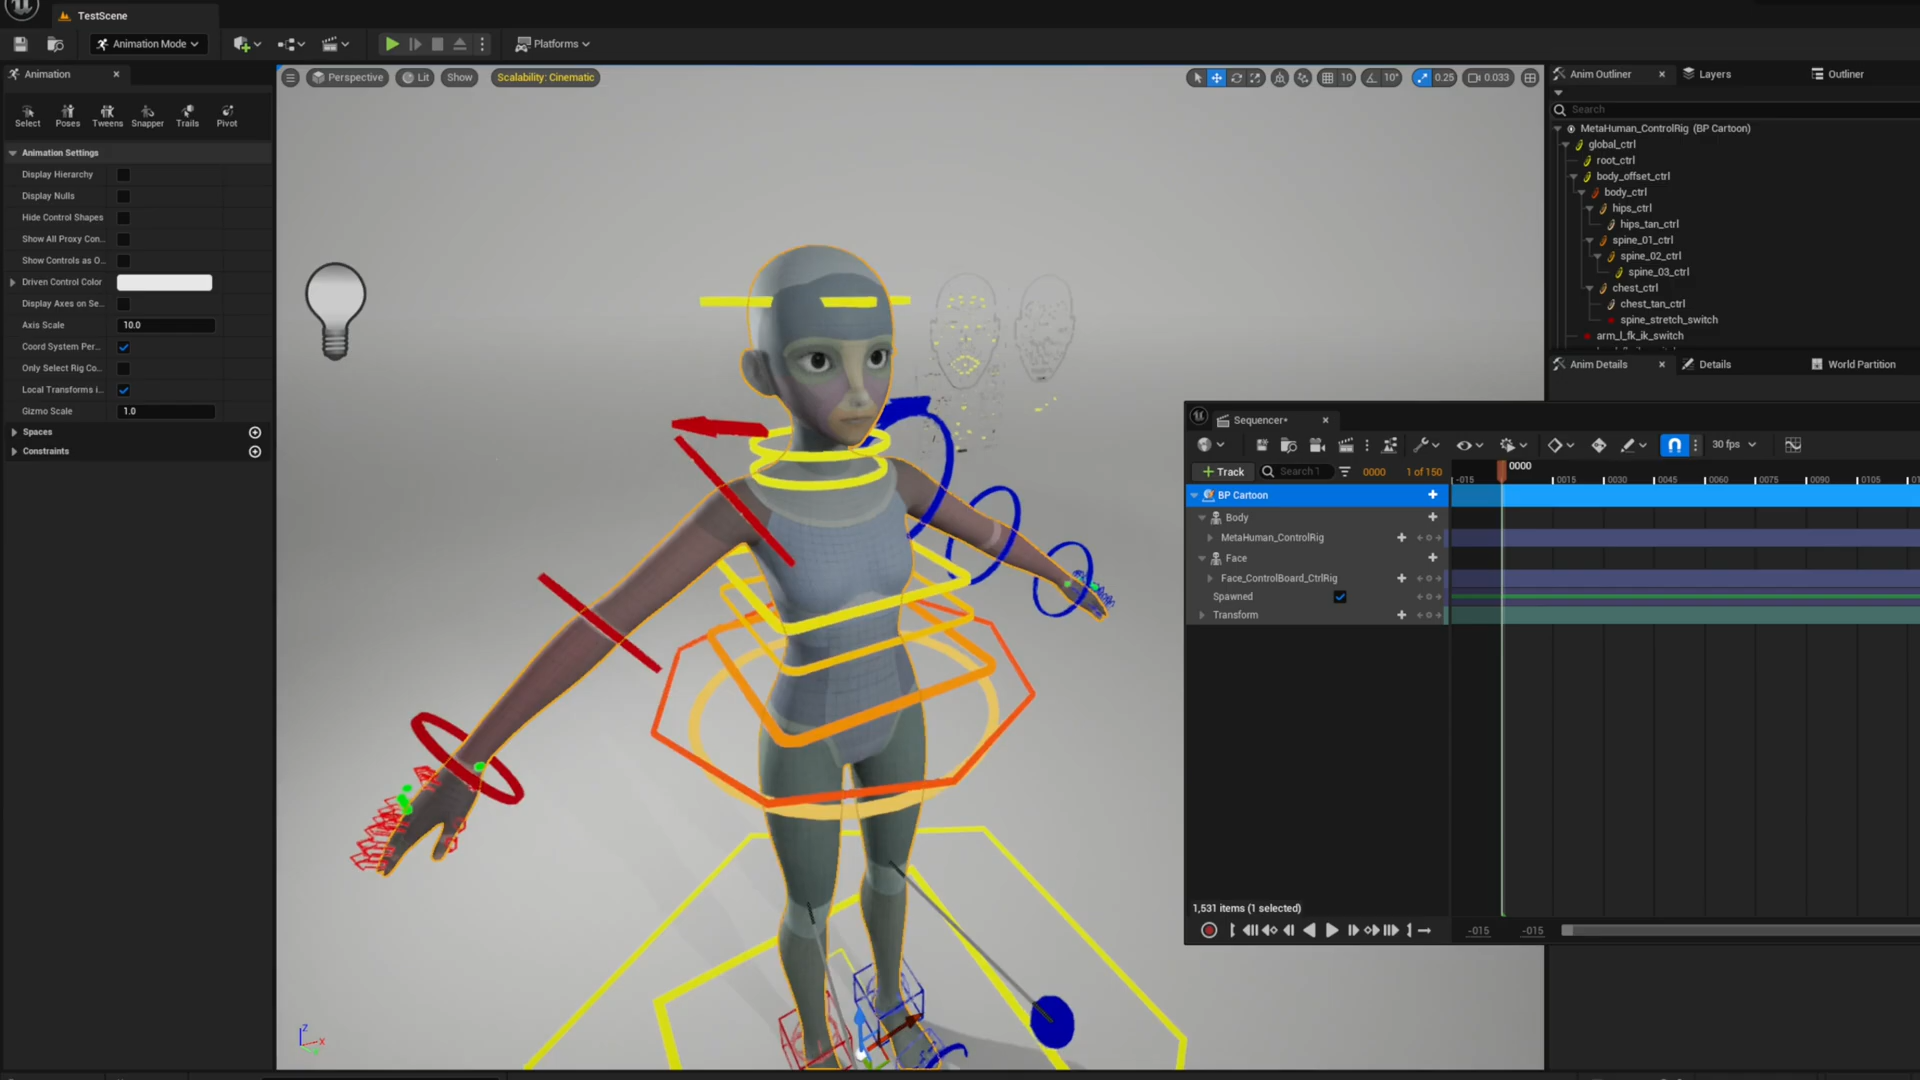 TestScene
Animation Mode
Platforms
Animation
Select
Poses
Tweens
Snapper
Trails
Pivot
Animation Settings
Display Hierarchy
Display Nulls
Hide Control Shapes
Show All Proxy Con..
Show Controls as O..
Driven Control Color
Display Axes on Se..
Axis Scale
10.0
Coord System Per..
Only Select Rig Co..
Local Transforms i..
Gizmo Scale
1.0
Spaces
Constraints
Perspective
Lit
Show
Scalability: Cinematic
10
10°
0.25
0.033
Z
X
Anim Outliner
Layers
Outliner
Search
MetaHuman_ControlRig (BP Cartoon)
global_ctrl
root_ctrl
body_offset_ctrl
body_ctrl
hips_ctrl
hips_tan_ctrl
spine_01_ctrl
spine_02_ctrl
spine_03_ctrl
chest_ctrl
chest_tan_ctrl
spine_stretch_switch
arm_l_fk_ik_switch
Anim Details
Details
World Partition
Sequencer*
30 fps
+ Track
Search T
0000
1 of 150
0000
-015
0015
0030
0045
0060
0075
0090
0105
BP Cartoon
Body
MetaHuman_ControlRig
Face
Face_ControlBoard_CtrlRig
Spawned
Transform
1,531 items (1 selected)
-015
-015